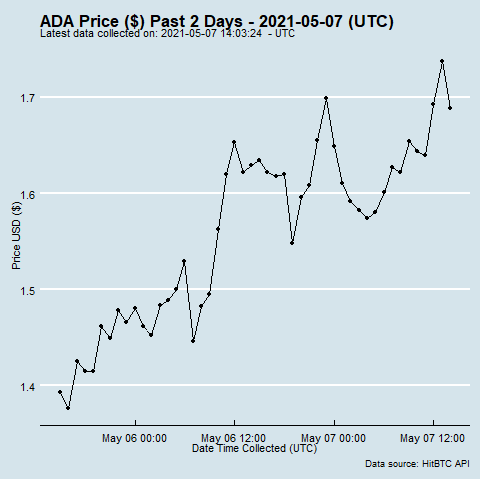 ADA Price ($) Past 2 Days - 2021-05-07 (UTC)
Latest data collected on: 2021-05-07 14:03:24  - UTC
1.7
1.6
1.5
1.4
Price USD ($)
May 06 00:00
May 06 12:00
May 07 00:00
May 07 12:00
Date Time Collected (UTC)
Data source: HitBTC API